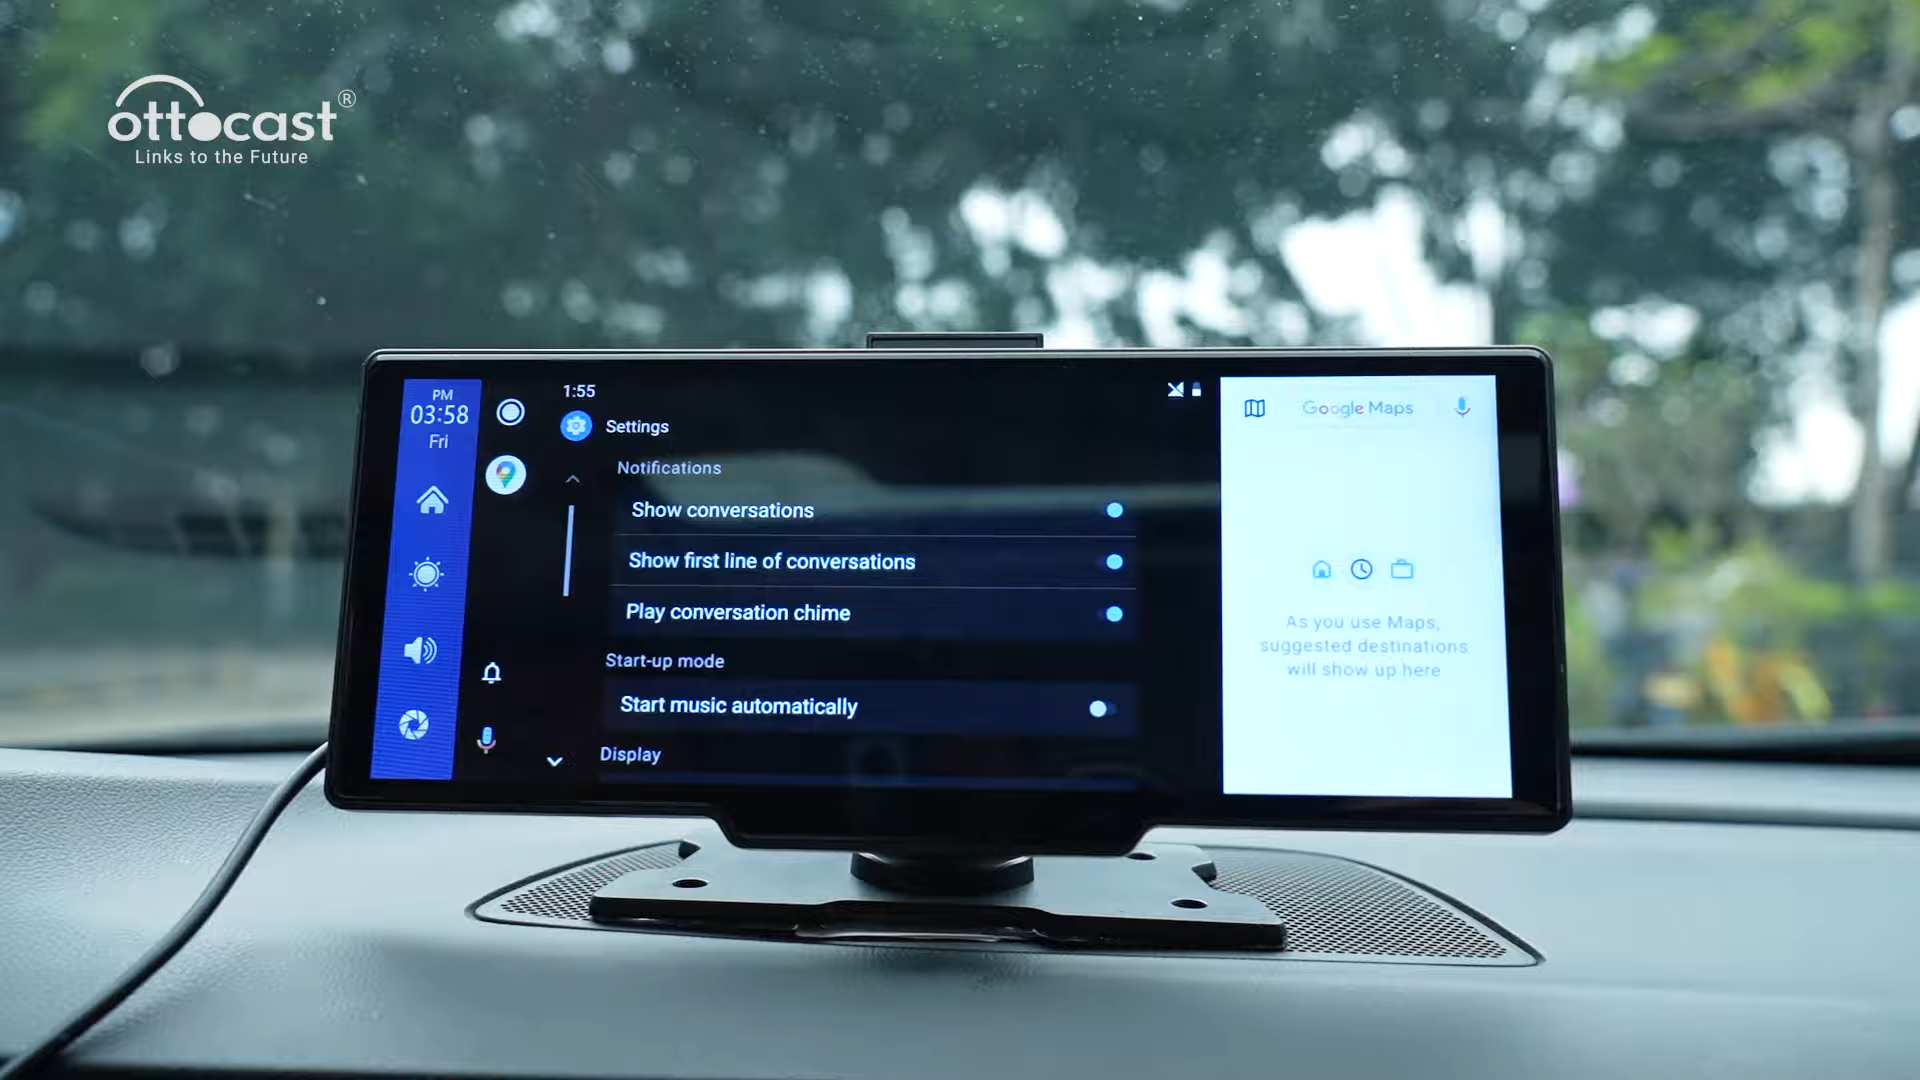 ottocast®
Links to the Future
PM
03:58
Fri
1:55
Settings
Notifications
Show conversations
Show first line of conversations
Play conversation chime
Start-up mode
Start music automatically
Display
Google Maps
As you use Maps,
suggested destinations
will show up here